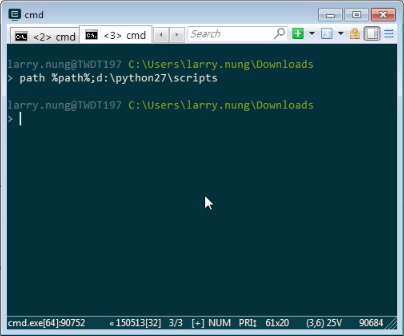 cmd
<2> cmd
<3> cmd
Search
larry.nung@TWDT197 C:\Users\larry.nung\Downloads
> path %path%;d:\python27\scripts
larry.nung@TWDT197 C:\Users\larry.nung\Downloads
>
cmd.exe[64]:90752 « 150513[32] 3/3 [+] NUM PRI‡ 61x20 (3,6) 25V 90684